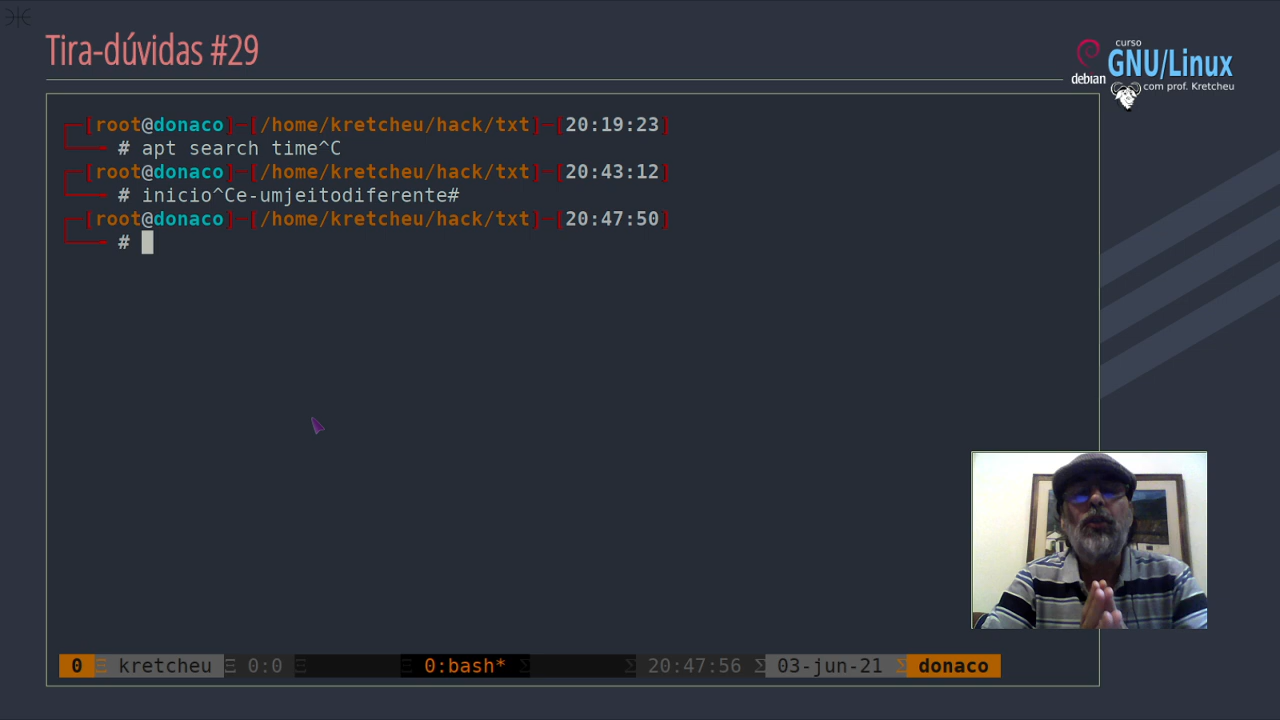 Tira-dúvidas #29
curso
GNU/Linux
debian
com prof. Kretcheu
[root@donaco]-[/home/kretcheu/hack/txt]-[20:19:23]
# apt search time^C
[root@donaco]-[/home/kretcheu/hack/txt]-[20:43:12]
# inicio^Ce-umjeitodiferente#
[root@donaco]-[/home/kretcheu/hack/txt]-[20:47:50]
#
0 Ξ kretcheu Ξ 0:0 Ξ Ξ 0:bash* Σ Σ 20:47:56 Σ 03-jun-21 Σ donaco